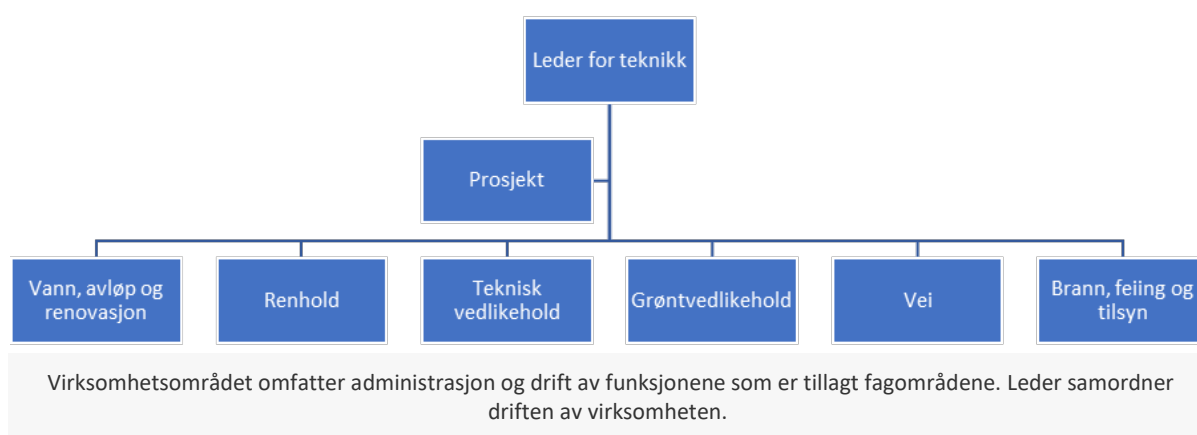 Leder for teknikk
Prosjekt
Vann, avløp og
renovasjon
Renhold
Teknisk
vedlikehold
Grøntvedlikehold
Vei
Brann, feiing og
tilsyn
Virksomhetsområdet omfatter administrasjon og drift av funksjonene som er tillagt fagområdene. Leder samordner
driften av virksomheten.